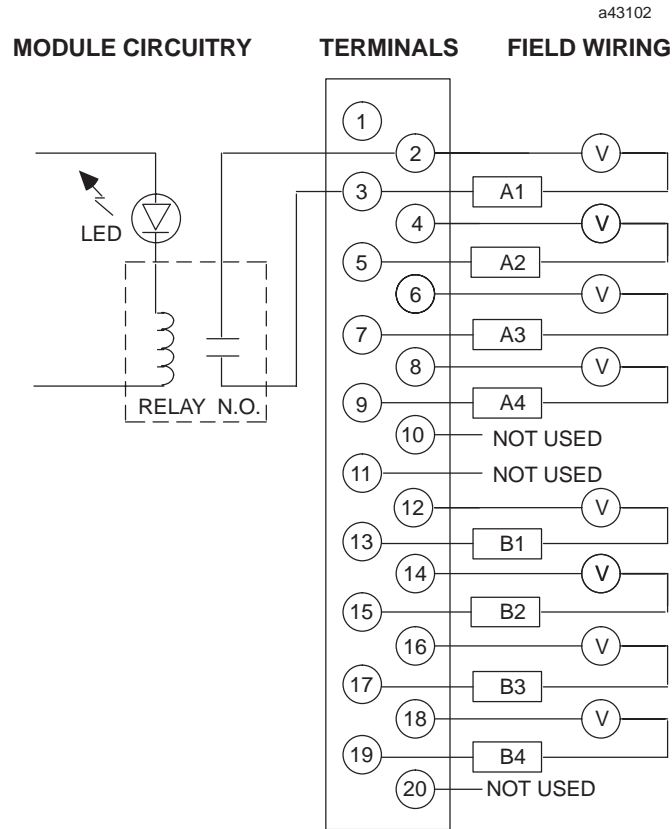 a43102
MODULE CIRCUITRY TERMINALS FIELD WIRING
1
2 V
3 A1
LED
4 V
5 A2
6 V
7 A3
8 V
RELAY N.O.
9 A4
10 NOT USED
11 NOT USED
12 V
13 B1
14 V
15 B2
16 V
17 B3
18 V
19 B4
20 NOT USED